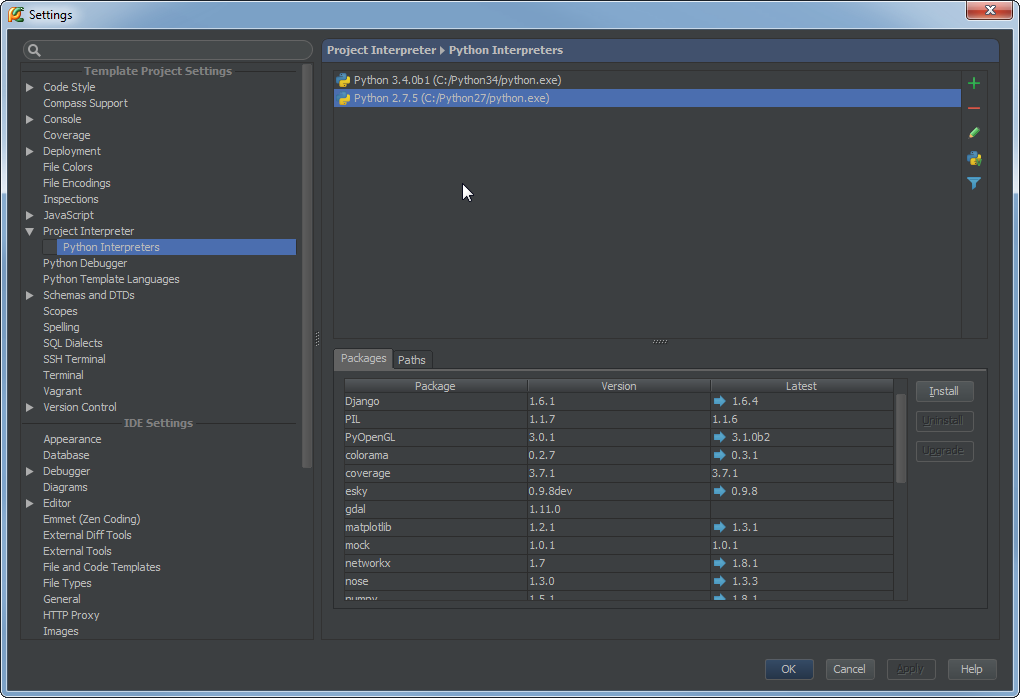 Settings
Template Project Settings
Code Style
Compass Support
Console
Coverage
Deployment
File Colors
File Encodings
Inspections
JavaScript
Project Interpreter
Python Interpreters
Python Debugger
Python Template Languages
Schemas and DTDs
Scopes
Spelling
SQL Dialects
SSH Terminal
Terminal
Vagrant
Version Control
IDE Settings
Appearance
Database
Debugger
Diagrams
Editor
Emmet (Zen Coding)
External Diff Tools
External Tools
File and Code Templates
File Types
General
HTTP Proxy
Images
Project Interpreter Python Interpreters
Python 3.4.0b1 (C:/Python34/python.exe)
Python 2.7.5 (C:/Python27/python.exe)
Packages Paths
Package Version Latest
Django 1.6.1 1.6.4
PIL 1.1.7 1.1.6
PyOpenGL 3.0.1 3.1.0b2
colorama 0.2.7 0.3.1
coverage 3.7.1 3.7.1
esky 0.9.8dev 0.9.8
gdal 1.11.0
matplotlib 1.2.1 1.3.1
mock 1.0.1 1.0.1
networkx 1.7 1.8.1
nose 1.3.0 1.3.3
numpy 1.5.1 1.8.1
Install
Uninstall
Upgrade
OK Cancel Apply Help